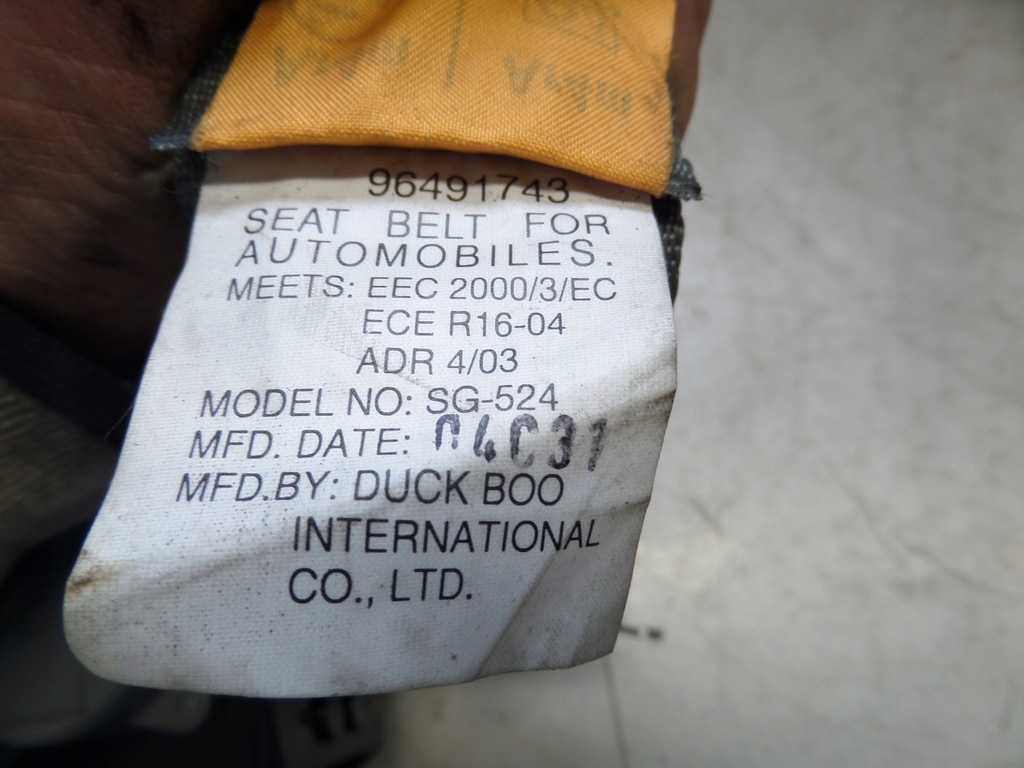 96491743
SEAT BELT FOR
AUTOMOBILES.
MEETS: EEC 2000/3/EC
ECE R16-04
ADR 4/03
MODEL NO: SG-524
MFD. DATE: 04C31
MFD.BY: DUCK BOO
INTERNATIONAL
CO., LTD.